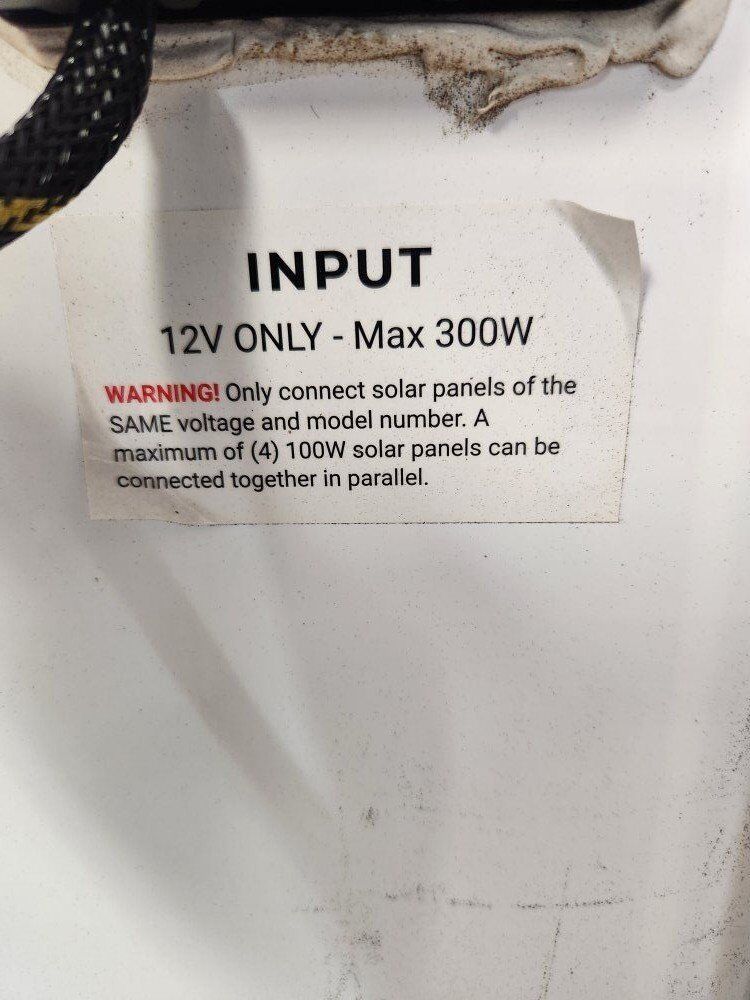 INPUT
12V ONLY - Max 300W
WARNING! Only connect solar panels of the
SAME voltage and model number. A
maximum of (4) 100W solar panels can be
connected together in parallel.